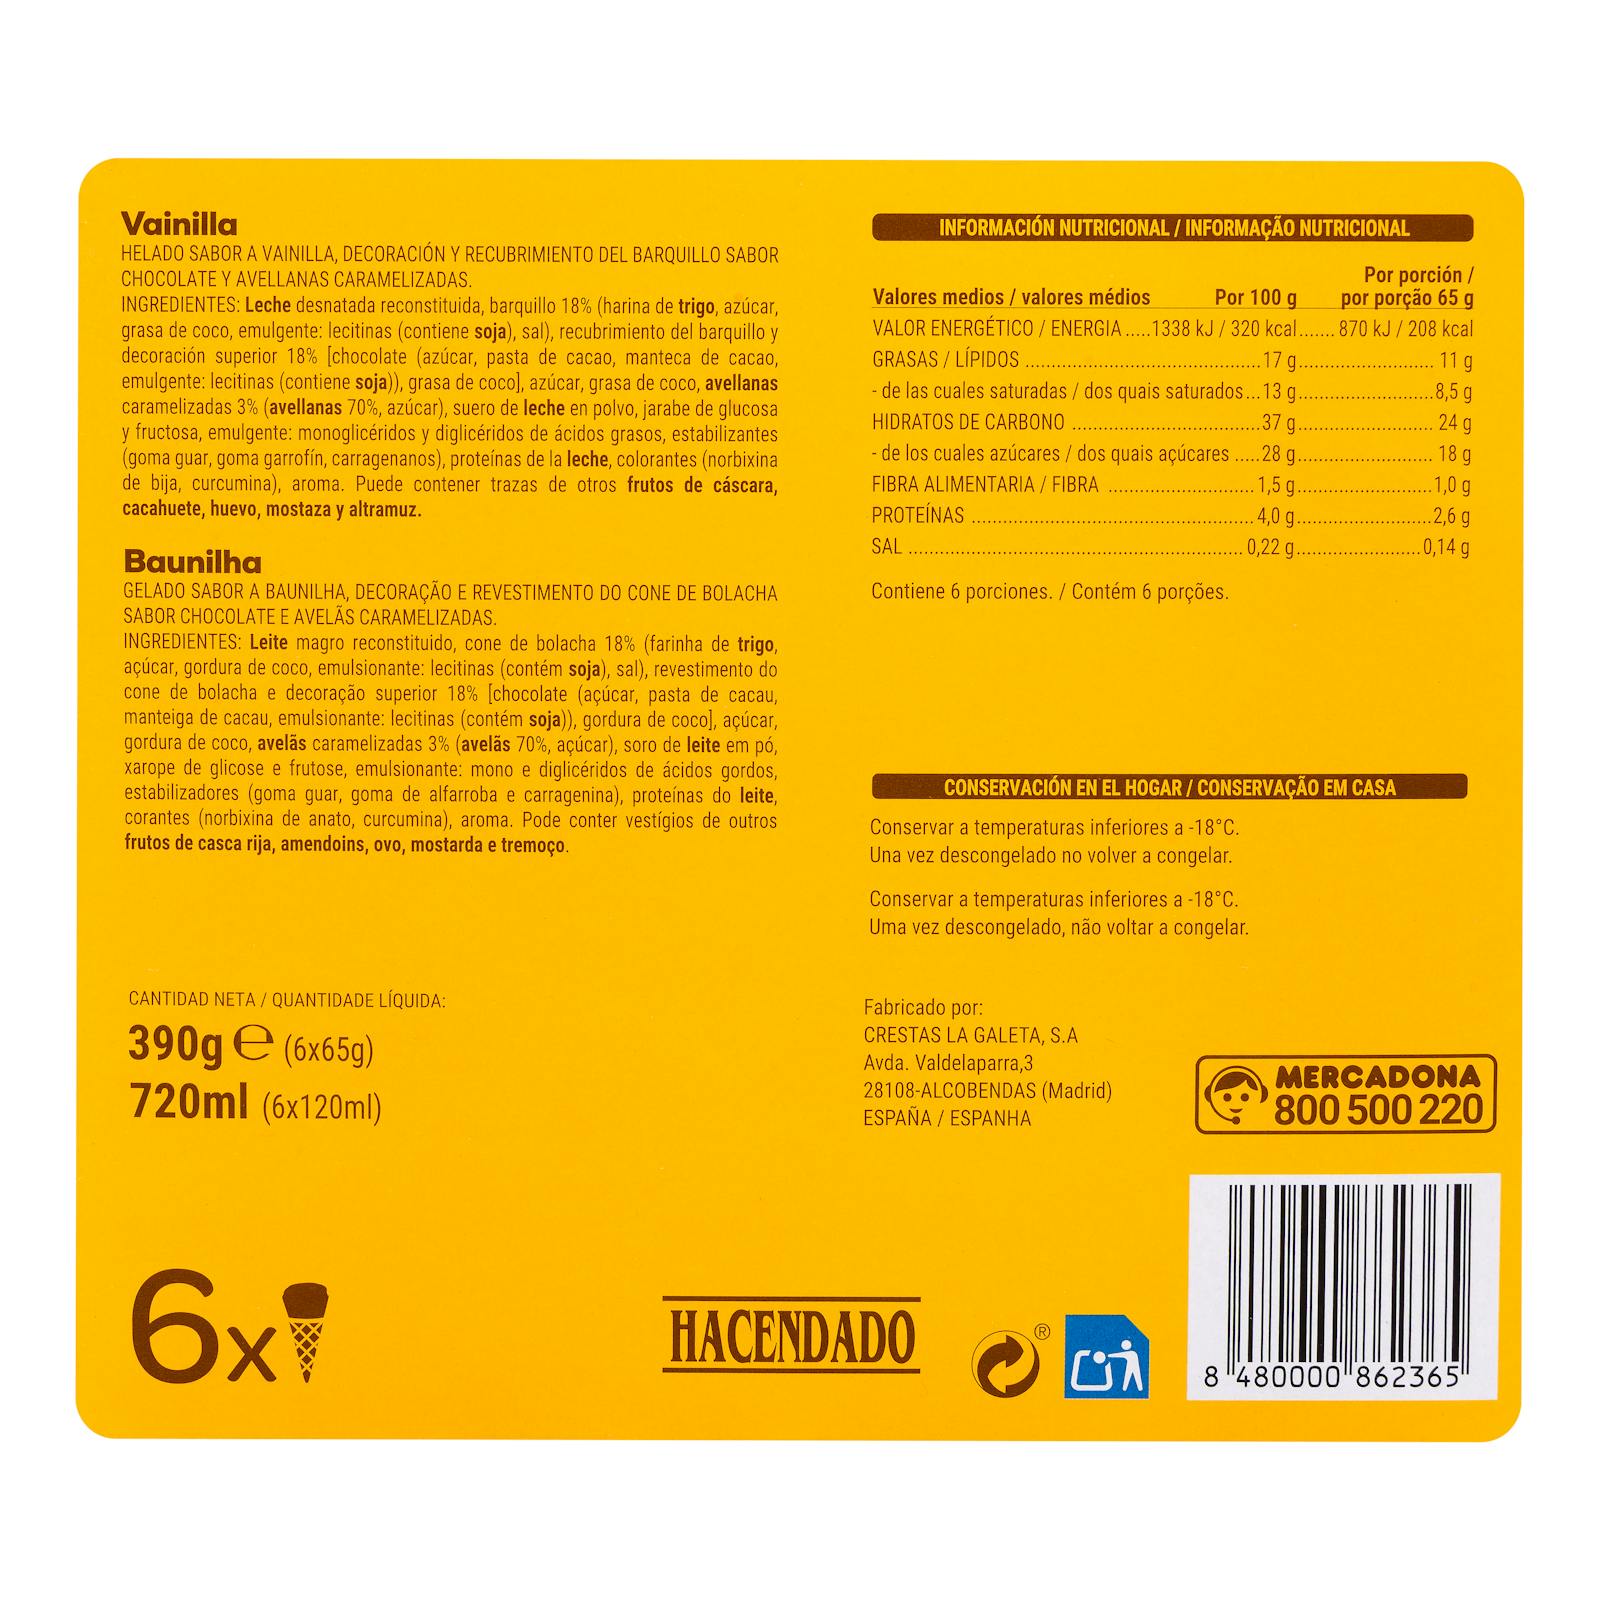 Vainilla
HELADO SABOR A VAINILLA, DECORACIÓN Y RECUBRIMIENTO DEL BARQUILLO SABOR
CHOCOLATE Y AVELLANAS CARAMELIZADAS.
INGREDIENTES: Leche desnatada reconstituida, barquillo 18% (harina de trigo, azúcar,
grasa de coco, emulgente: lecitinas (contiene soja), sal), recubrimiento del barquillo y
decoración superior 18% [chocolate (azúcar, pasta de cacao, manteca de cacao,
emulgente: lecitinas (contiene soja)), grasa de coco], azúcar, grasa de coco, avellanas
caramelizadas 3% (avellanas 70%, azúcar), suero de leche en polvo, jarabe de glucosa
y fructosa, emulgente: monoglicéridos y diglicéridos de ácidos grasos, estabilizantes
(goma guar, goma garrofín, carragenanos), proteínas de la leche, colorantes (norbixina
de bija, curcumina), aroma. Puede contener trazas de otros frutos de cáscara,
cacahuete, huevo, mostaza y altramuz.
Baunilha
GELADO SABOR A BAUNILHA, DECORAÇÃO E REVESTIMENTO DO CONE DE BOLACHA
SABOR CHOCOLATE E AVELÃS CARAMELIZADAS.
INGREDIENTES: Leite magro reconstituido, cone de bolacha 18% (farinha de trigo,
açúcar, gordura de coco, emulsionante: lecitinas (contém soja), sal), revestimento do
cone de bolacha e decoração superior 18% [chocolate (açúcar, pasta de cacau,
manteiga de cacau, emulsionante: lecitinas (contém soja)), gordura de coco], açúcar,
gordura de coco, avelãs caramelizadas 3% (avelãs 70%, açúcar), soro de leite em pó,
xarope de glicose e frutose, emulsionante: mono e diglicéridos de ácidos gordos,
estabilizadores (goma guar, goma de alfarroba e carragenina), proteínas do leite,
corantes (norbixina de anato, curcumina), aroma. Pode conter vestígios de outros
frutos de casca rija, amendoins, ovo, mostarda e tremoço.
CANTIDAD NETA / QUANTIDADE LÍQUIDA:
390g ℮ (6x65g)
720ml (6x120ml)
6x
INFORMACIÓN NUTRICIONAL / INFORMAÇÃO NUTRICIONAL
Por porción /
Valores medios / valores médios Por 100 g por porção 65 g
VALOR ENERGÉTICO / ENERGIA .....1338 kJ / 320 kcal....... 870 kJ / 208 kcal
GRASAS / LÍPIDOS ..... 17 g..... 11 g
- de las cuales saturadas / dos quais saturados... 13 g.....8,5 g
HIDRATOS DE CARBONO .....37 g..... 24 g
- de los cuales azúcares / dos quais açúcares .....28 g..... 18 g
FIBRA ALIMENTARIA / FIBRA ..... 1,5 g.....1,0 g
PROTEÍNAS ..... 4,0 g.....2,6 g
SAL ..... 0,22 g.....0,14 g
Contiene 6 porciones. / Contém 6 porções.
CONSERVACIÓN EN EL HOGAR / CONSERVAÇÃO EM CASA
Conservar a temperaturas inferiores a -18°C.
Una vez descongelado no volver a congelar.
Conservar a temperaturas inferiores a -18°C.
Uma vez descongelado, não voltar a congelar.
Fabricado por:
CRESTAS LA GALETA, S.A
Avda. Valdelaparra,3
28108-ALCOBENDAS (Madrid)
ESPAÑA / ESPANHA
MERCADONA
800 500 220
HACENDADO
®
8 480000 862365